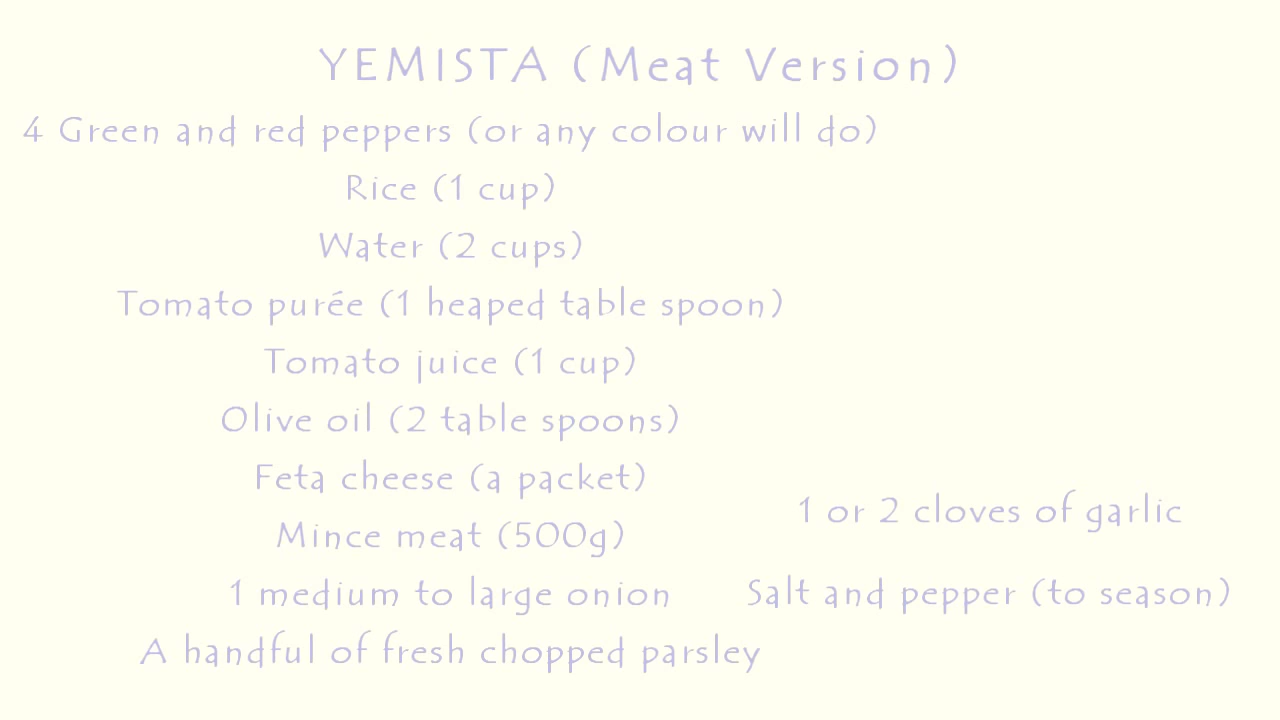 YEMISTA (Meat Version)
4 Green and red peppers (or any colour will do)
Rice (1 cup)
Water (2 cups)
Tomato purée (1 heaped table spoon)
Tomato juice (1 cup)
Olive oil (2 table spoons)
Feta cheese (a packet)
Mince meat (500g)
1 medium to large onion
A handful of fresh chopped parsley
1 or 2 cloves of garlic
Salt and pepper (to season)